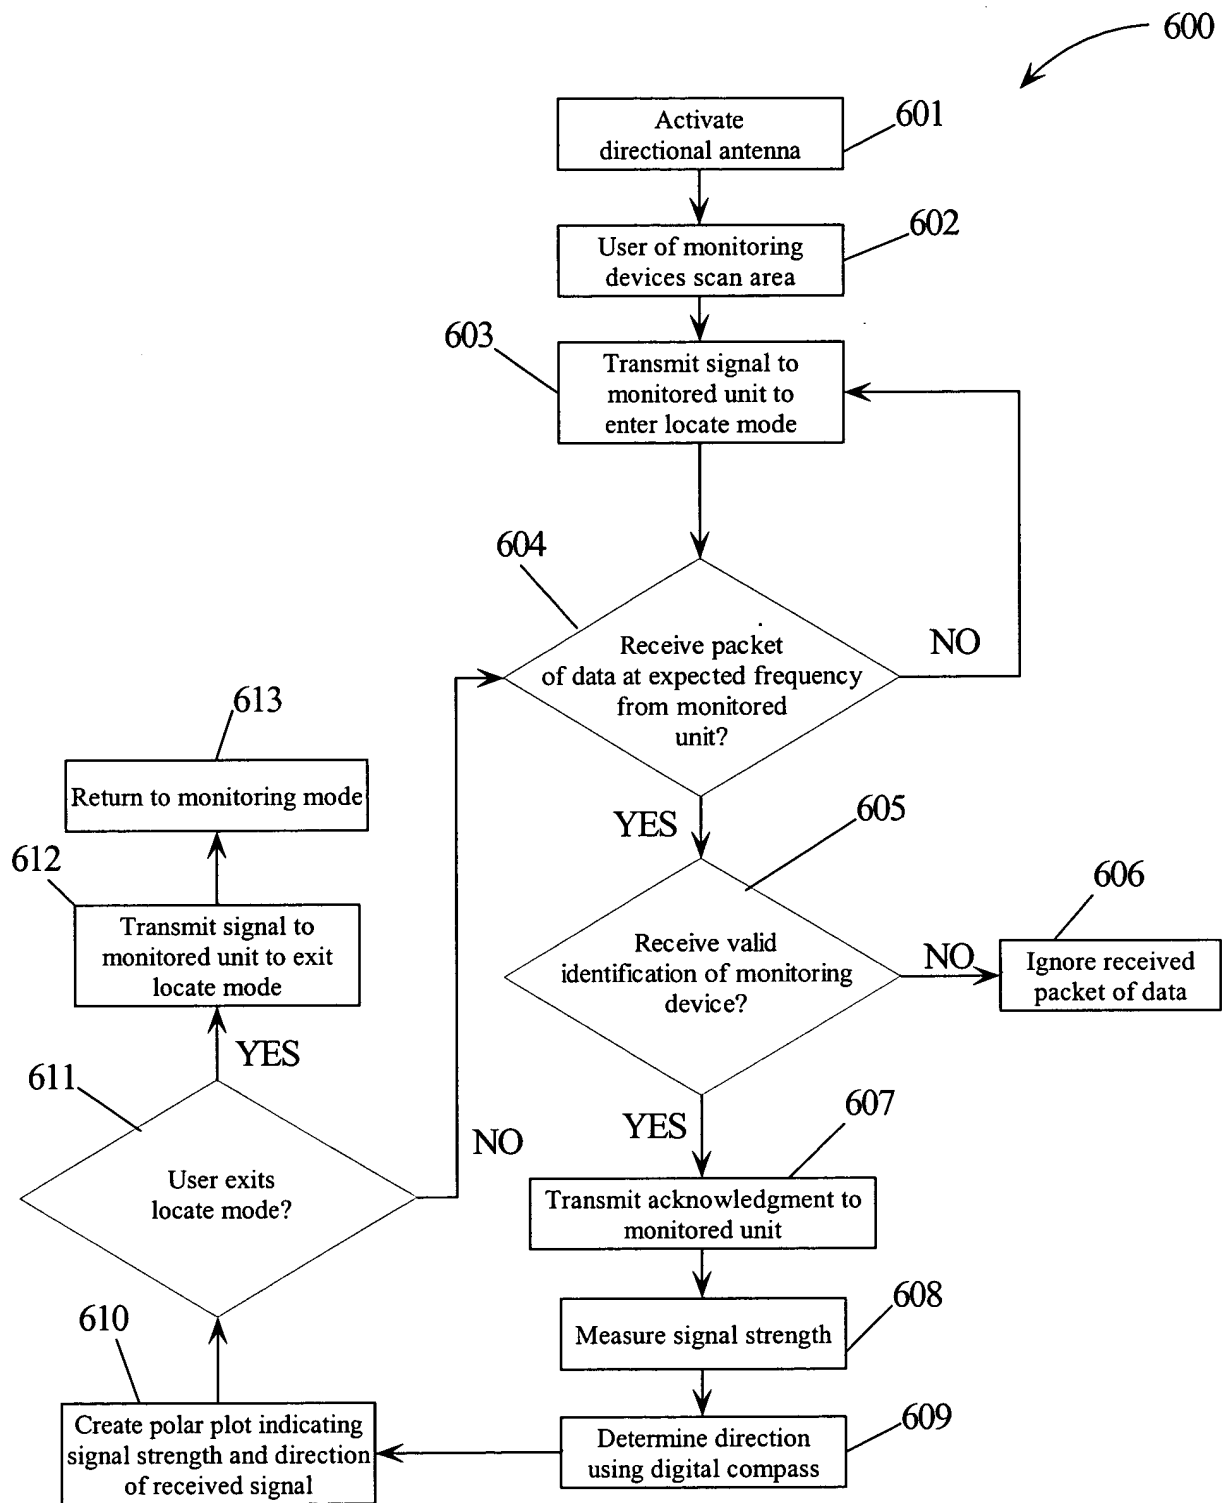 600
Activate
directional antenna
601
User of monitoring
devices scan area
602
603
Transmit signal to
monitored unit to
enter locate mode
604
Receive packet
of data at expected frequency
from monitored
unit?
NO
YES
605
Receive valid
identification of monitoring
device?
NO
606
Ignore received
packet of data
YES
607
Transmit acknowledgment to
monitored unit
608
Measure signal strength
609
Determine direction
using digital compass
610
Create polar plot indicating
signal strength and direction
of received signal
611
User exits
locate mode?
NO
YES
612
Transmit signal to
monitored unit to exit
locate mode
613
Return to monitoring mode